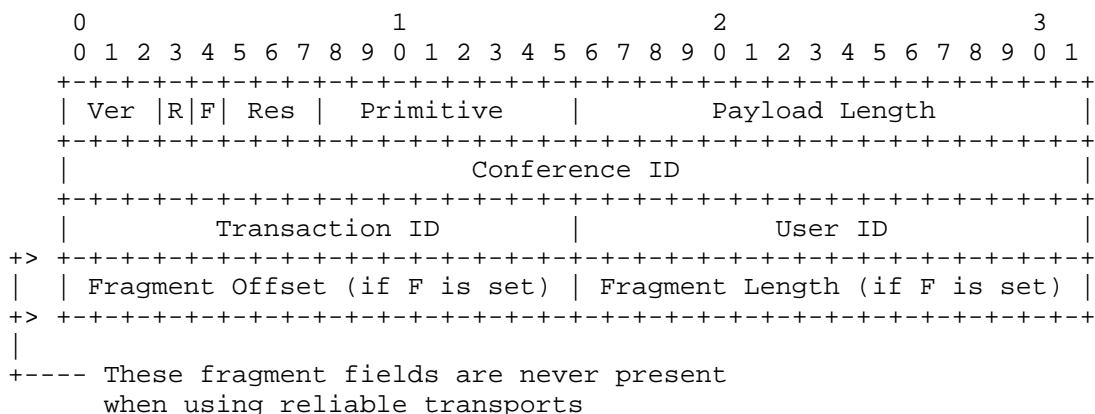 0                   1                   2                   3
    0 1 2 3 4 5 6 7 8 9 0 1 2 3 4 5 6 7 8 9 0 1 2 3 4 5 6 7 8 9 0 1
   +-+-+-+-+-+-+-+-+-+-+-+-+-+-+-+-+-+-+-+-+-+-+-+-+-+-+-+-+-+-+-+-+
   | Ver |R|F| Res |  Primitive    |        Payload Length         |
   +-+-+-+-+-+-+-+-+-+-+-+-+-+-+-+-+-+-+-+-+-+-+-+-+-+-+-+-+-+-+-+-+
   |                         Conference ID                         |
   +-+-+-+-+-+-+-+-+-+-+-+-+-+-+-+-+-+-+-+-+-+-+-+-+-+-+-+-+-+-+-+-+
   |         Transaction ID        |            User ID            |
+> +-+-+-+-+-+-+-+-+-+-+-+-+-+-+-+-+-+-+-+-+-+-+-+-+-+-+-+-+-+-+-+-+
|  | Fragment Offset (if F is set) | Fragment Length (if F is set) |
+> +-+-+-+-+-+-+-+-+-+-+-+-+-+-+-+-+-+-+-+-+-+-+-+-+-+-+-+-+-+-+-+-+
|
+---- These fragment fields are never present
      when using reliable transports